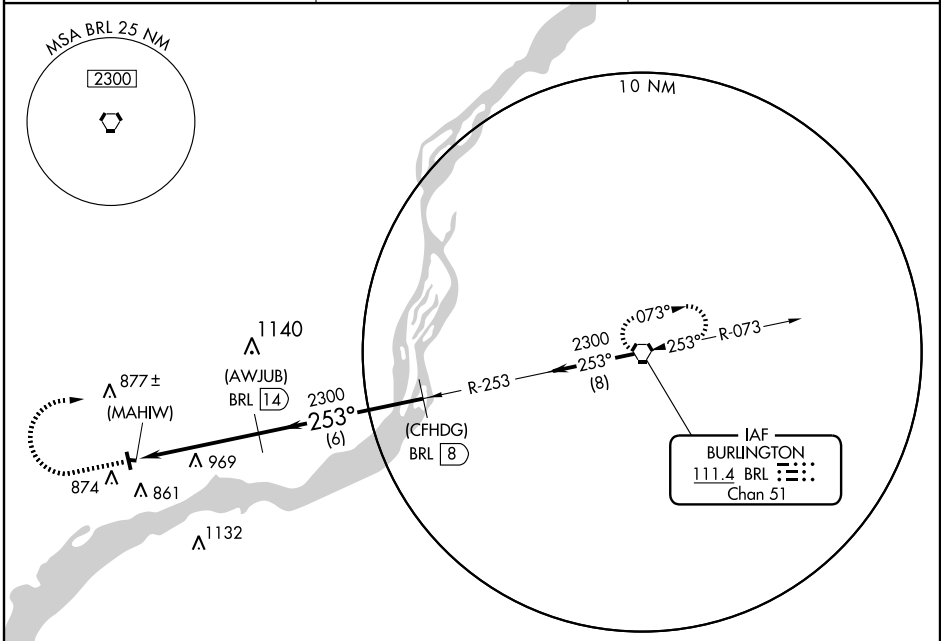 MSA BRL 25 NM
2300
10 NM
1140
(AWJUB)
BRL 14
2300
253°
(6)
877±
(MAHIW)
969
874
861
1132
(CFHDG)
BRL 8
R-253
2300
253°
(8)
073°
253°
R-073
IAF
BURLINGTON
111.4 BRL
Chan 51